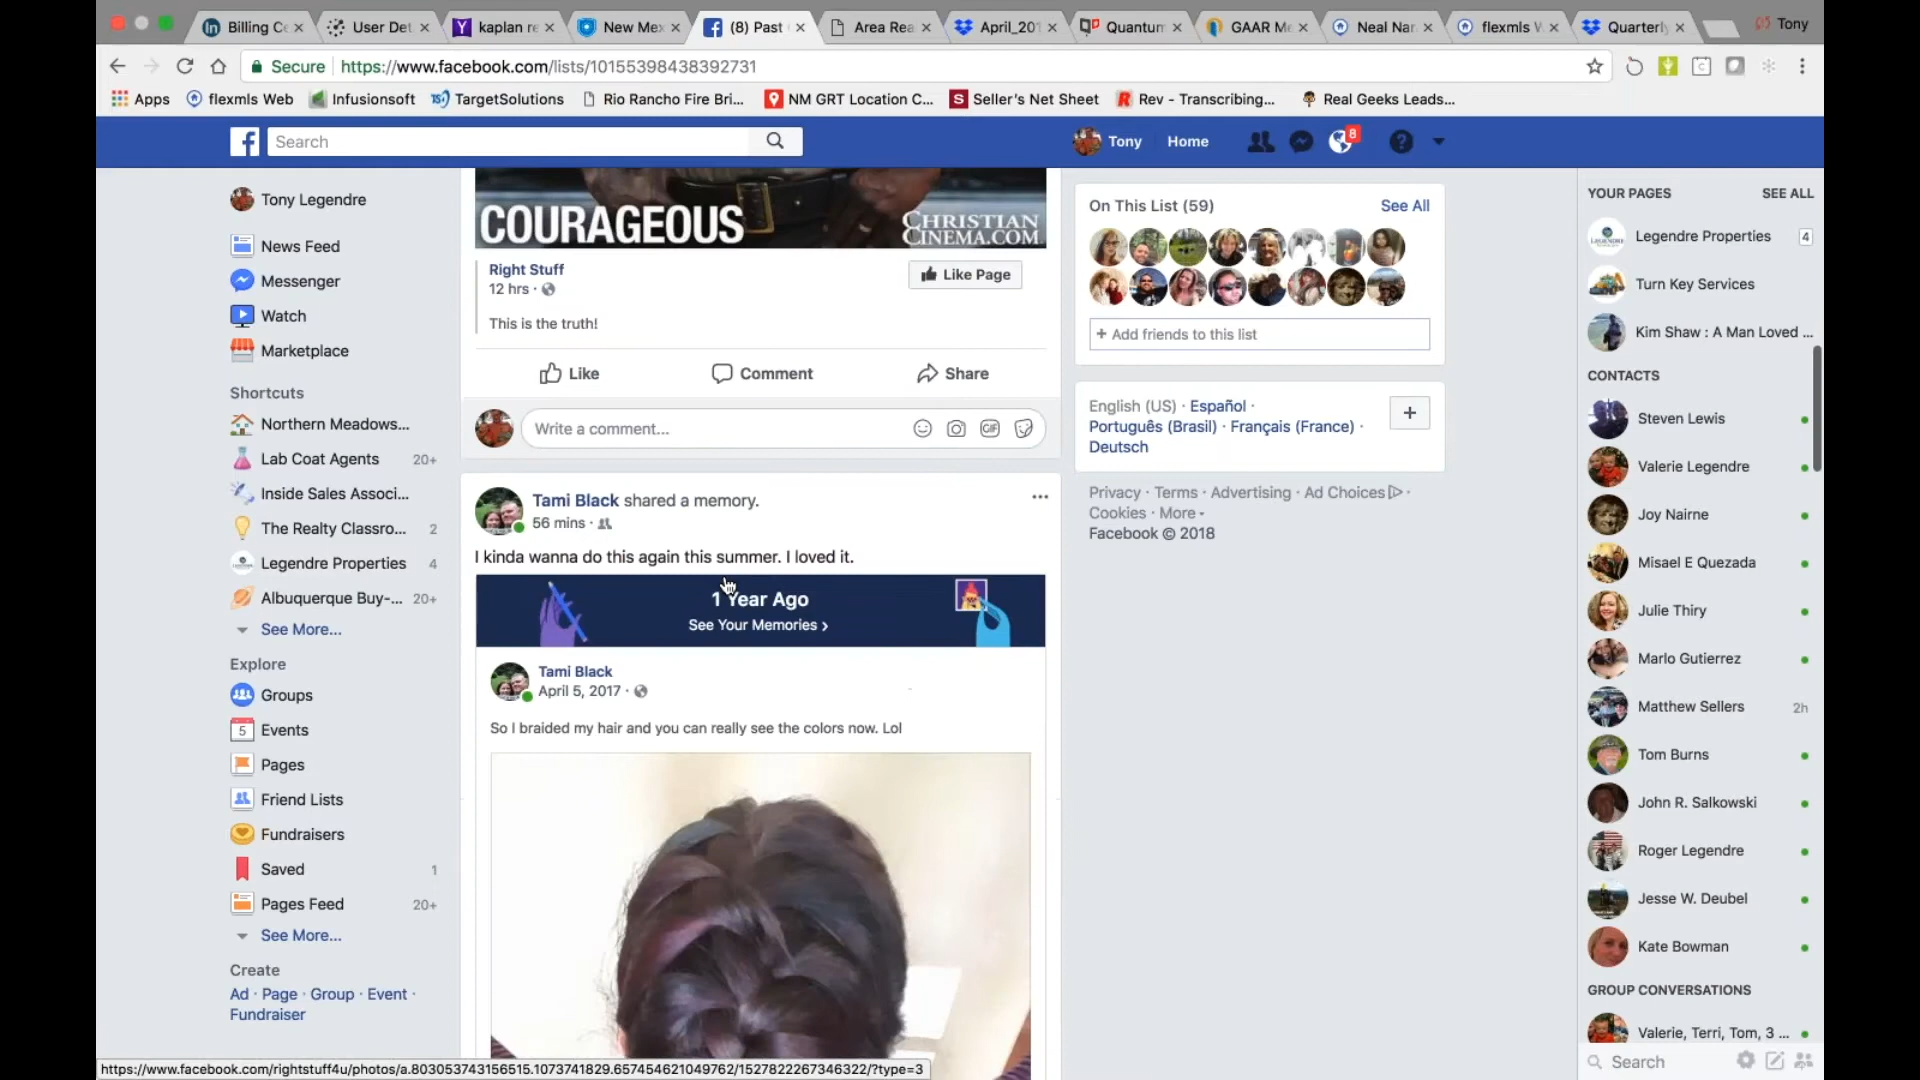 Billing Ce
User Det
kaplan re
New Mex
(8) Past
Area Rea
April_201
Quantum
GAAR Me
Neal Nar
flexmls W
Quarterly
Tony
Secure
https://www.facebook.com/lists/10155398438392731
Apps
flexmls Web
Infusionsoft
TargetSolutions
Rio Rancho Fire Bri...
NM GRT Location C...
Seller's Net Sheet
Rev - Transcribing...
Real Geeks Leads...
Search
Tony
Home
8
Tony Legendre
News Feed
Messenger
Watch
Marketplace
Shortcuts
Northern Meadows...
Lab Coat Agents 20+
Inside Sales Associ...
The Realty Classro... 2
Legendre Properties 4
Albuquerque Buy-... 20+
See More...
Explore
Groups
5 Events
Pages
Friend Lists
Fundraisers
Saved 1
Pages Feed 20+
See More...
Create
Ad · Page · Group · Event ·
Fundraiser
COURAGEOUS
CHRISTIAN
CINEMA.COM
Right Stuff
12 hrs ·
Like Page
This is the truth!
Like Comment Share
Write a comment...
GIF
Tami Black shared a memory.
56 mins ·
I kinda wanna do this again this summer. I loved it.
1 Year Ago
See Your Memories ›
Tami Black
April 5, 2017 ·
So I braided my hair and you can really see the colors now. Lol
On This List (59) See All
+ Add friends to this list
English (US) · Español ·
Português (Brasil) · Français (France) ·
Deutsch
+
Privacy · Terms · Advertising · Ad Choices ·
Cookies · More
Facebook © 2018
YOUR PAGES SEE ALL
Legendre Properties 4
Turn Key Services
Kim Shaw : A Man Loved ...
CONTACTS
Steven Lewis
Valerie Legendre
Joy Nairne
Misael E Quezada
Julie Thiry
Marlo Gutierrez
Matthew Sellers 2h
Tom Burns
John R. Salkowski
Roger Legendre
Jesse W. Deubel
Kate Bowman
GROUP CONVERSATIONS
Valerie, Terri, Tom, 3 ...
Search
https://www.facebook.com/rightstuff4u/photos/a.803053743156515.1073741829.657454621049762/1527822267346322/?type=3